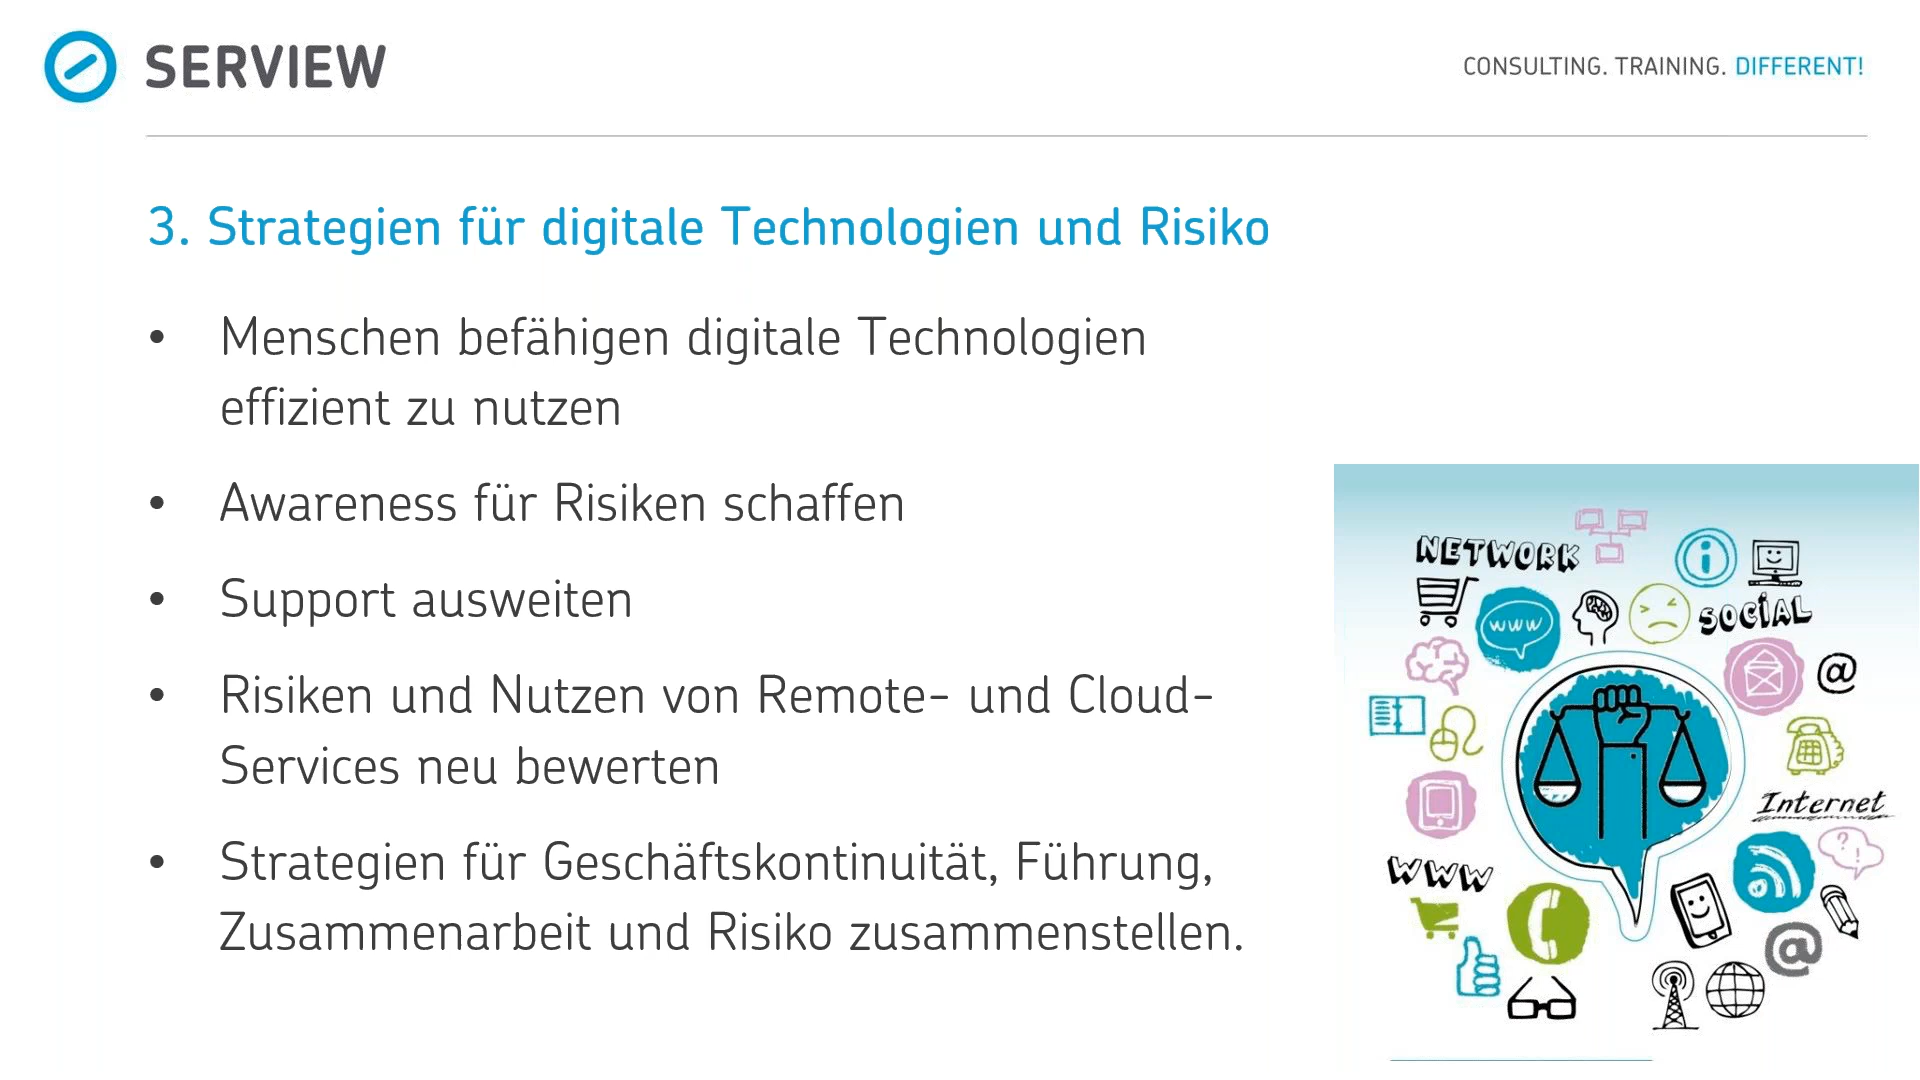 SERVIEW
CONSULTING. TRAINING. DIFFERENT!
3. Strategien für digitale Technologien und Risiko
• Menschen befähigen digitale Technologien
effizient zu nutzen
• Awareness für Risiken schaffen
• Support ausweiten
• Risiken und Nutzen von Remote- und Cloud-
Services neu bewerten
• Strategien für Geschäftskontinuität, Führung,
Zusammenarbeit und Risiko zusammenstellen.
NETWORK
i
www
SOCIAL
@
Internet
?!
WWW
@